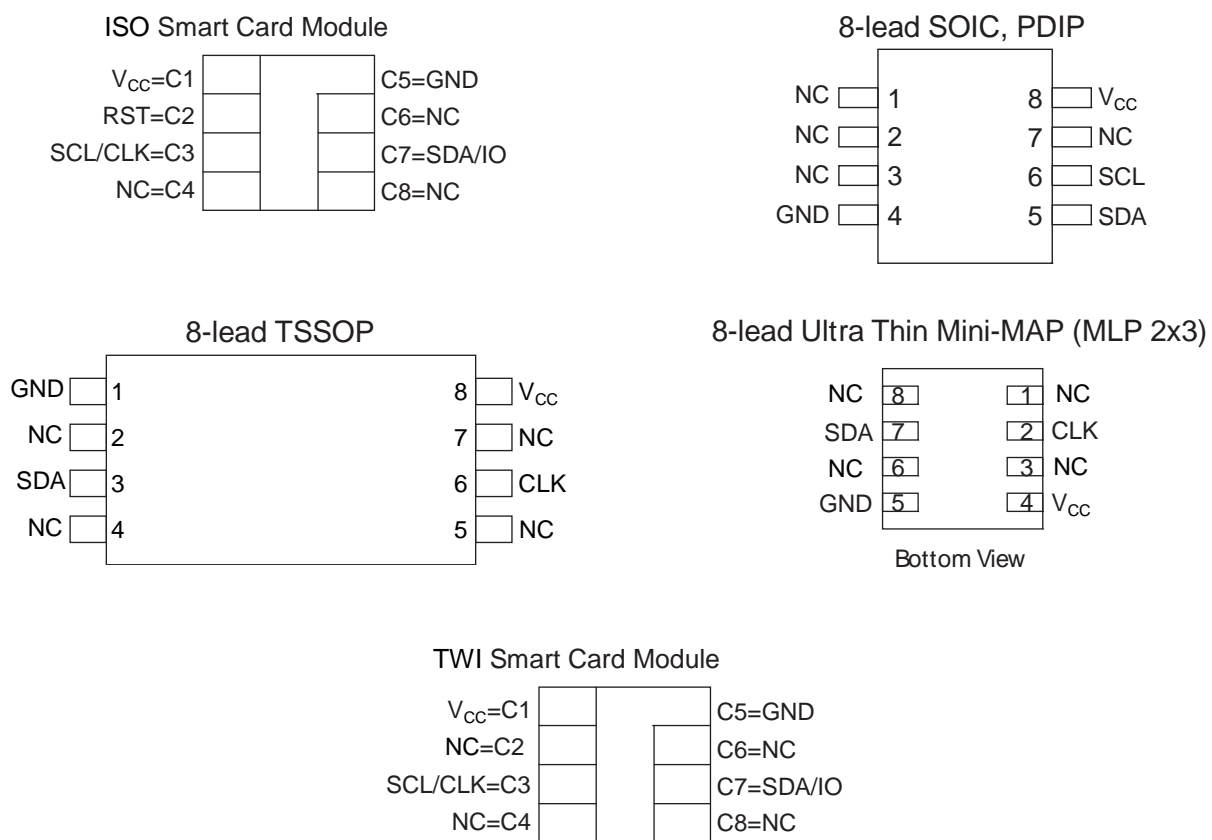 ISO Smart Card Module
VCC=C1 C5=GND
RST=C2 C6=NC
SCL/CLK=C3 C7=SDA/IO
NC=C4 C8=NC
8-lead SOIC, PDIP
NC 1 8 VCC
NC 2 7 NC
NC 3 6 SCL
GND 4 5 SDA
8-lead TSSOP
GND 1 8 VCC
NC 2 7 NC
SDA 3 6 CLK
NC 4 5 NC
8-lead Ultra Thin Mini-MAP (MLP 2x3)
NC 8 1 NC
SDA 7 2 CLK
NC 6 3 NC
GND 5 4 VCC
Bottom View
TWI Smart Card Module
VCC=C1 C5=GND
NC=C2 C6=NC
SCL/CLK=C3 C7=SDA/IO
NC=C4 C8=NC